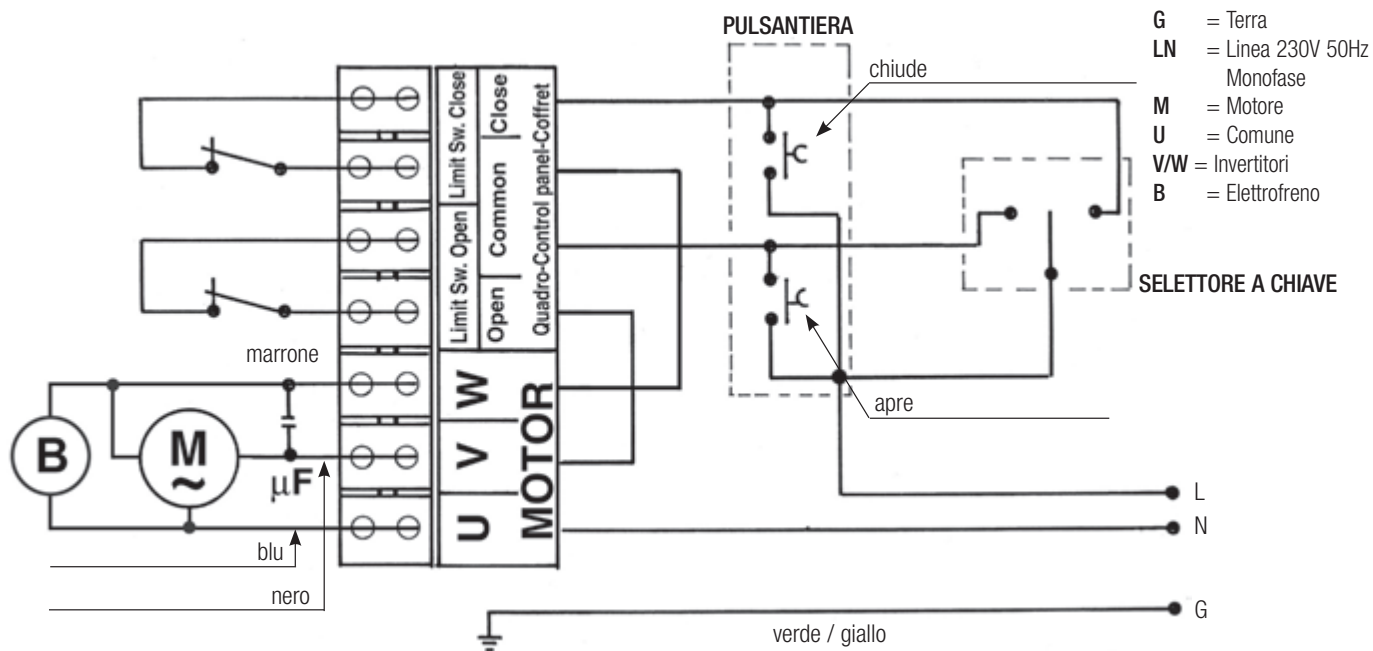 PULSANTIERA
chiude
G = Terra
LN = Linea 230V 50Hz
Monofase
M = Motore
U = Comune
V/W = Invertitori
B = Elettrofreno
SELETTORE A CHIAVE
Limit Sw. Close
Limit Sw. Open
Close
Common
Open
Quadro-Control panel-Coffret
marrone
W
V
U
MOTOR
B
M
~
µF
apre
L
N
blu
nero
G
verde / giallo